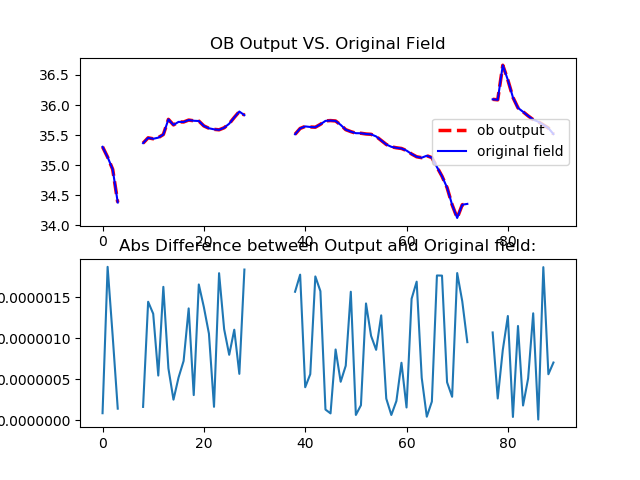 OB Output VS. Original Field
36.5
36.0
35.5
35.0
34.5
34.0
ob output
original field
0 20 40 60 80
Abs Difference between Output and Original field:
0.0000015
0.0000010
0.0000005
0.0000000
0 20 40 60 80